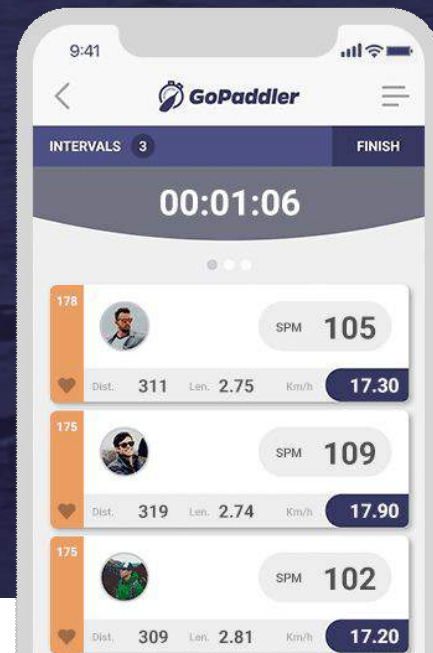 9:41
GoPaddler
INTERVALS 3 FINISH
00:01:06
178
SPM 105
Dist. 311 Len. 2.75 Km/h 17.30
175
SPM 109
Dist. 319 Len. 2.74 Km/h 17.90
175
SPM 102
Dist. 309 Len. 2.81 Km/h 17.20